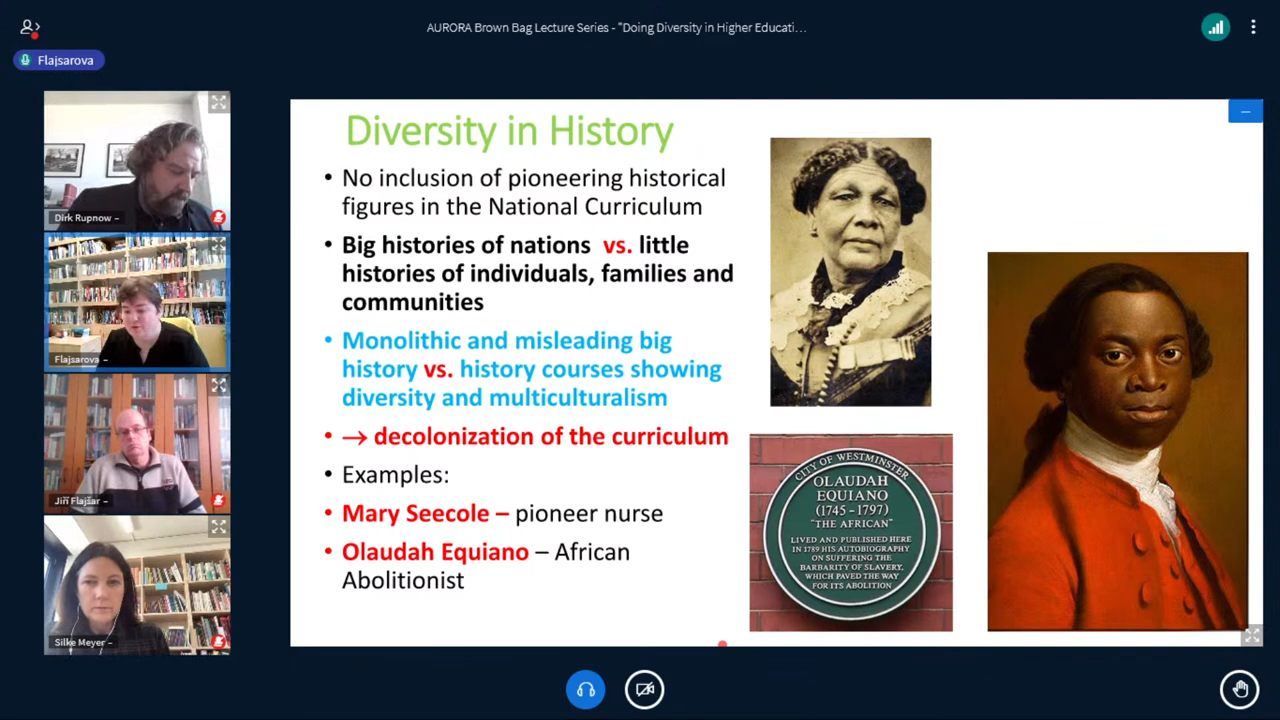 AURORA Brown Bag Lecture Series - "Doing Diversity in Higher Educati...
Flajsarova
Dirk Rupnow –
Flajsarova –
Jiří Flajšar –
Silke Meyer –
Diversity in History
• No inclusion of pioneering historical
figures in the National Curriculum
• Big histories of nations vs. little
histories of individuals, families and
communities
• Monolithic and misleading big
history vs. history courses showing
diversity and multiculturalism
• → decolonization of the curriculum
• Examples:
• Mary Seecole – pioneer nurse
• Olaudah Equiano – African
Abolitionist
CITY OF WESTMINSTER
OLAUDAH
EQUIANO
(1745 - 1797)
"THE AFRICAN"
LIVED AND PUBLISHED HERE
IN 1789 HIS AUTOBIOGRAPHY
ON SUFFERING THE
BARBARITY OF SLAVERY,
WHICH PAVED THE WAY
FOR ITS ABOLITION